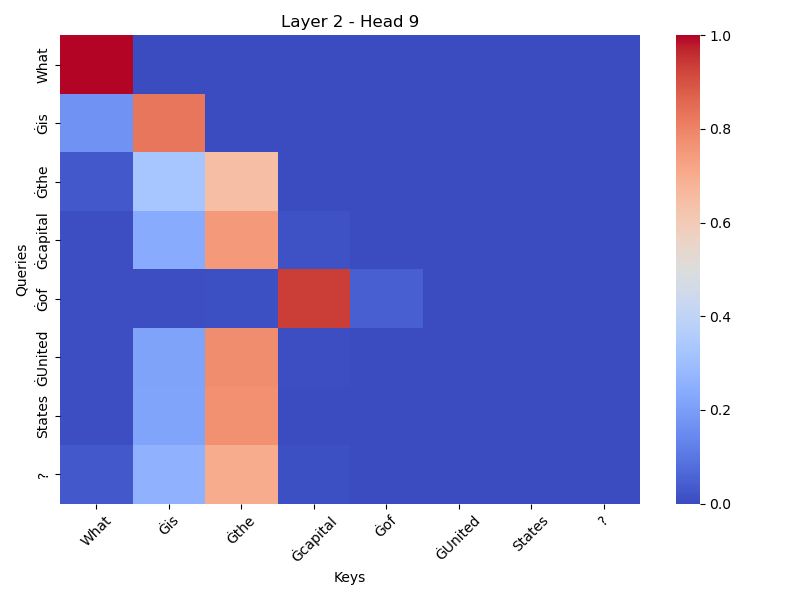 Layer 2 - Head 9
Queries
What
Ġis
Ġthe
Ġcapital
Ġof
ĠUnited
States
?
What
Ġis
Ġthe
Ġcapital
Ġof
ĠUnited
States
?
Keys
1.0
0.8
0.6
0.4
0.2
0.0